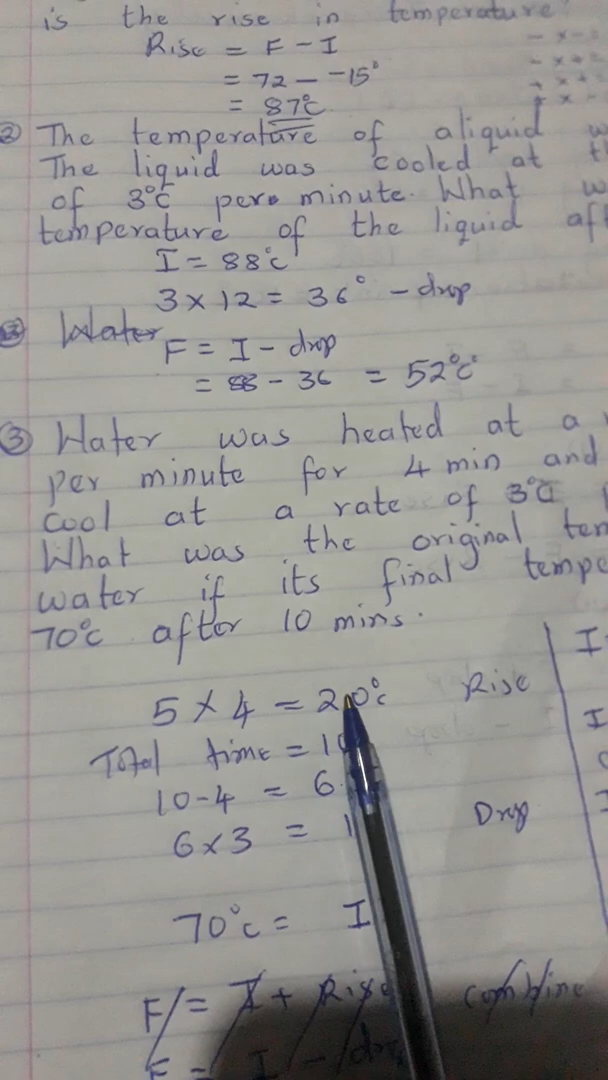 is the rise in temperature?
Rise = F - I
= 72 - -15°
= 87°C
② The temperature of a liquid
The liquid was cooled at
of 3°C per minute. What
temperature of the liquid
I = 88°C
3 x 12 = 36° - drop
Water
F = I - drop
= 88 - 36 = 52°C
③ Water was heated at a
per minute for 4 min and
cool at a rate of 3°C
What was the original
water if its final
70°C after 10 mins.
5 x 4 = 20°C Rise
Total time =
10-4 = 6
6x3 = Drop
70°C = I
F = I + Rise combine
F = I -